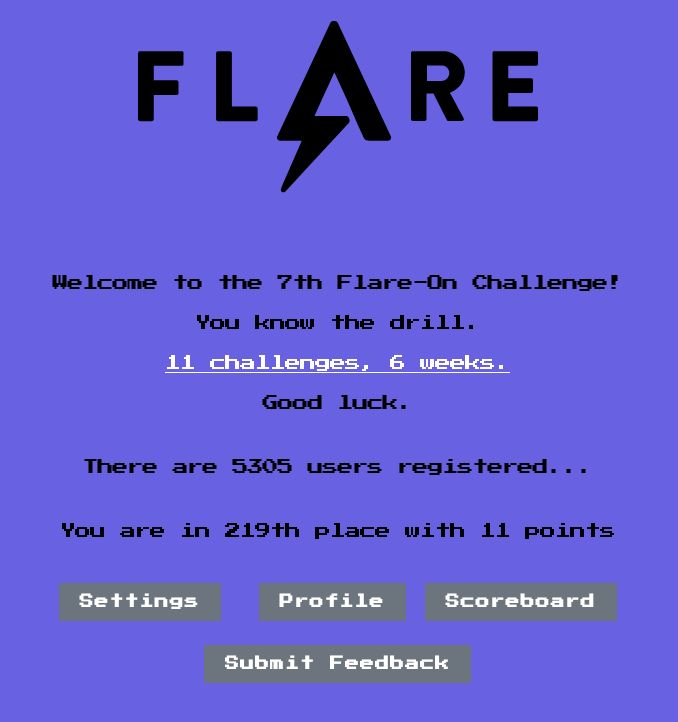 FLARE
Welcome to the 7th Flare-On Challenge!
You know the drill.
11 challenges, 6 weeks.
Good luck.
There are 5305 users registered...
You are in 219th place with 11 points
Settings Profile Scoreboard
Submit Feedback